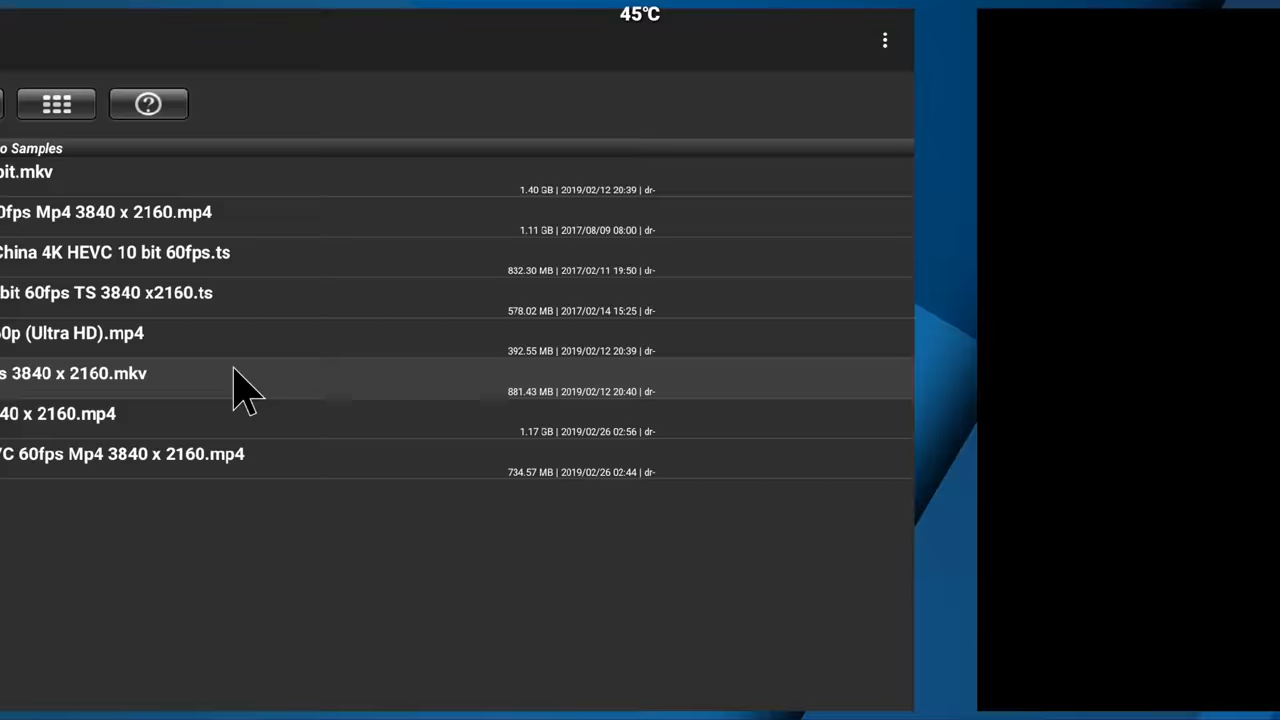 45°C
o Samples
bit.mkv
1.40 GB | 2019/02/12 20:39 | dr-
0fps Mp4 3840 x 2160.mp4
1.11 GB | 2017/08/09 08:00 | dr-
China 4K HEVC 10 bit 60fps.ts
832.30 MB | 2017/02/11 19:50 | dr-
bit 60fps TS 3840 x2160.ts
578.02 MB | 2017/02/14 15:25 | dr-
60p (Ultra HD).mp4
392.55 MB | 2019/02/12 20:39 | dr-
s 3840 x 2160.mkv
881.43 MB | 2019/02/12 20:40 | dr-
40 x 2160.mp4
1.17 GB | 2019/02/26 02:56 | dr-
VC 60fps Mp4 3840 x 2160.mp4
734.57 MB | 2019/02/26 02:44 | dr-